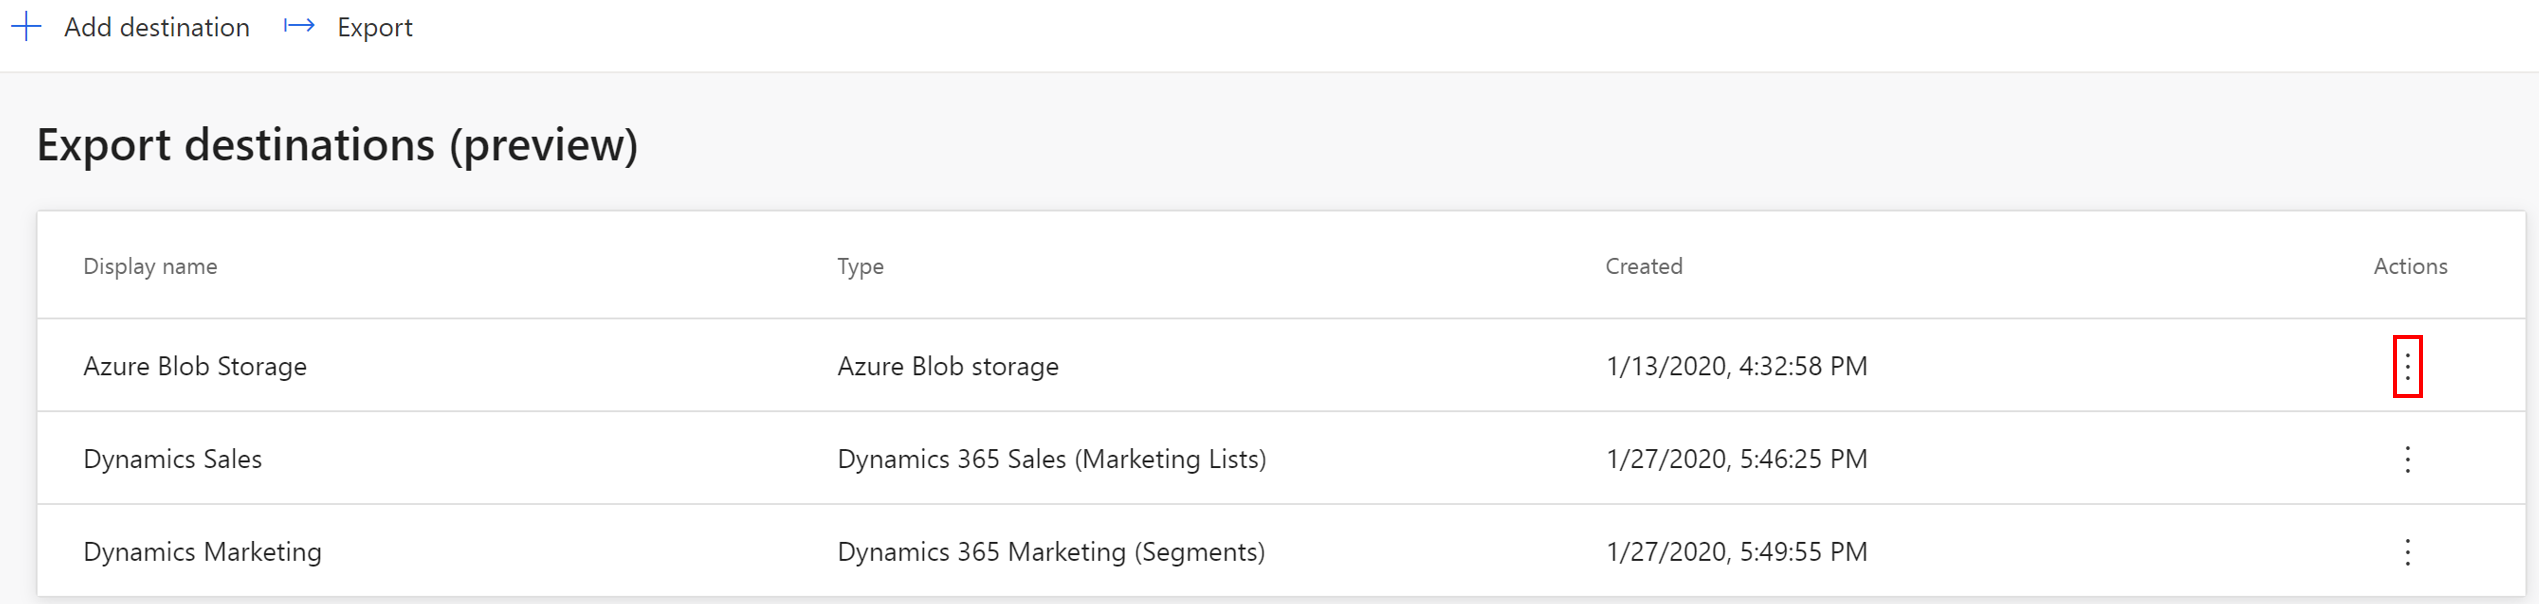 Add destination Export
Export destinations (preview)
Display name Type Created Actions
Azure Blob Storage Azure Blob storage 1/13/2020, 4:32:58 PM
Dynamics Sales Dynamics 365 Sales (Marketing Lists) 1/27/2020, 5:46:25 PM
Dynamics Marketing Dynamics 365 Marketing (Segments) 1/27/2020, 5:49:55 PM